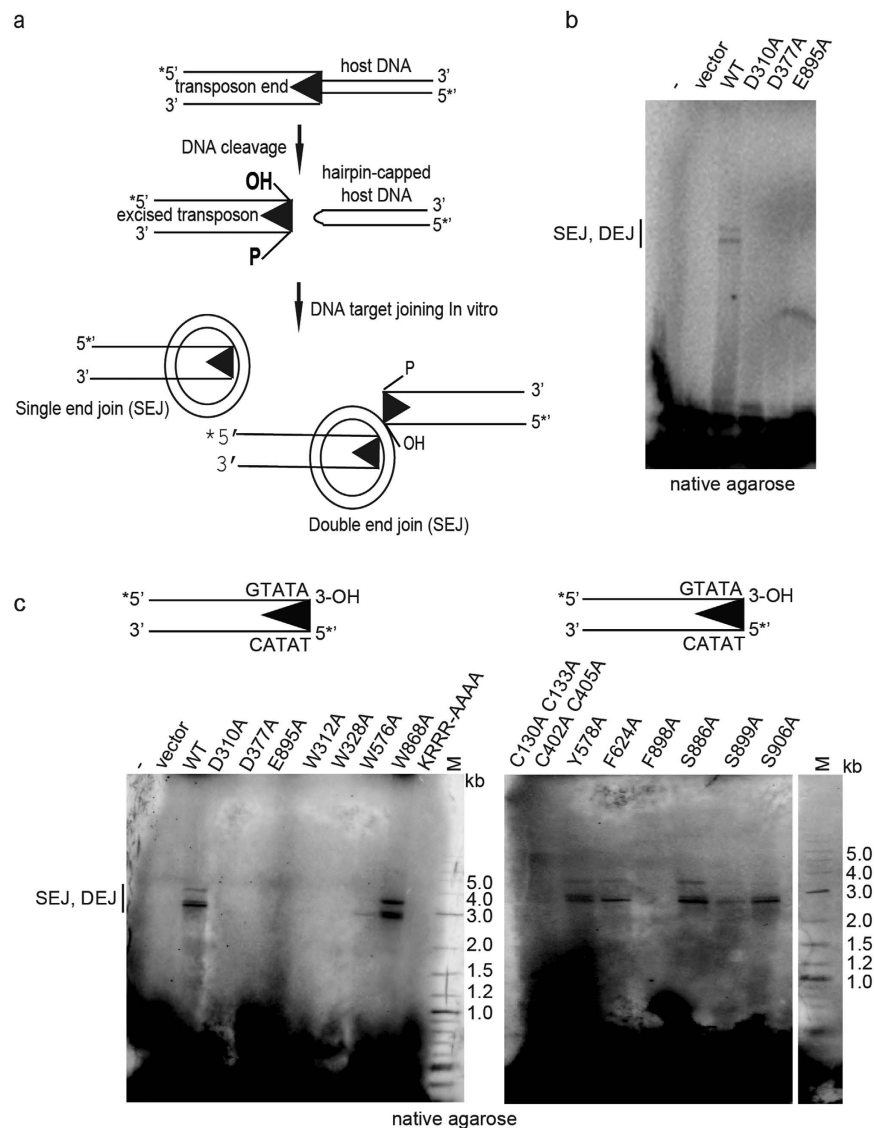 a
*5'
host DNA
3'
transposon end
5*'
3'
DNA cleavage
OH
hairpin-capped
host DNA
*5'
3'
excised transposon
5*'
3'
P
DNA target joining In vitro
5*'
3'
Single end join (SEJ)
P
3'
5*'
OH
*5'
3'
Double end join (SEJ)
b
-
vector
WT
D310A
D377A
E895A
SEJ, DEJ
native agarose
c
GTATA
*5'
3-OH
3'
5*'
CATAT
-
vector
WT
D310A
D377A
E895A
W312A
W328A
W576A
W868A
KRRR-AAAA
M
kb
SEJ, DEJ
5.0
4.0
3.0
2.0
1.5
1.2
1.0
GTATA
*5'
3-OH
3'
5*'
CATAT
C130A C133A
C402A C405A
Y578A
F624A
F898A
S886A
S899A
S906A
M
kb
5.0
4.0
3.0
2.0
1.5
1.2
1.0
native agarose